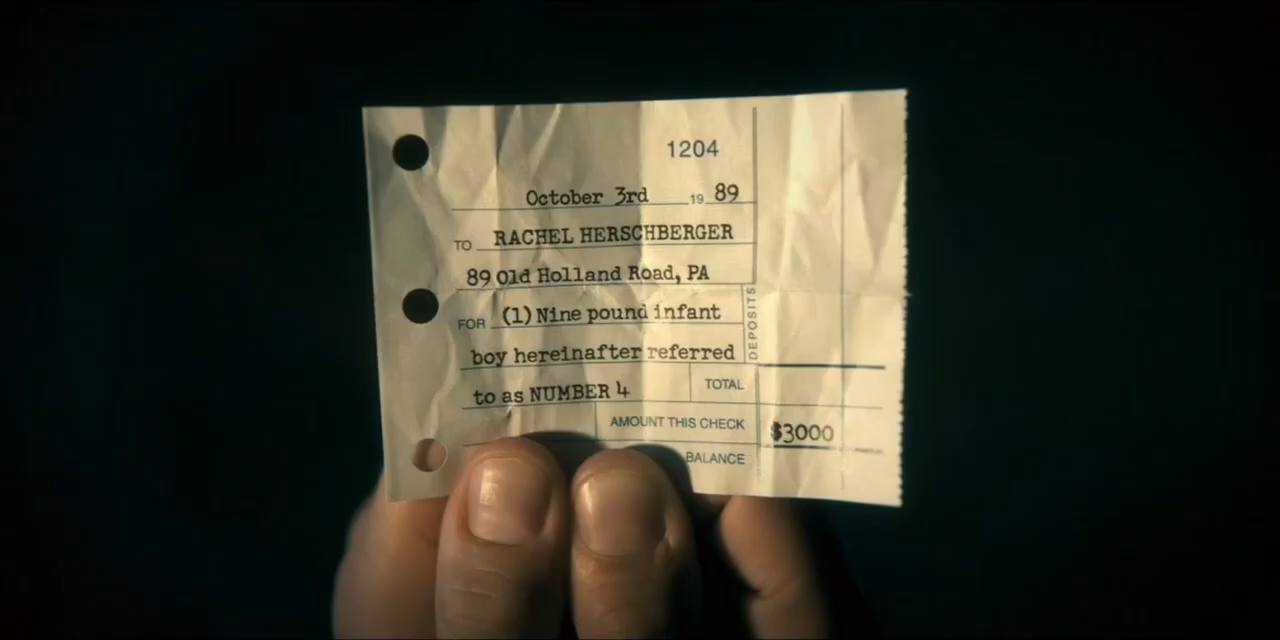 1204
October 3rd 19 89
TO RACHEL HERSCHBERGER
89 Old Holland Road, PA
FOR (1) Nine pound infant
boy hereinafter referred
to as NUMBER 4
DEPOSITS
TOTAL
AMOUNT THIS CHECK $3000
BALANCE